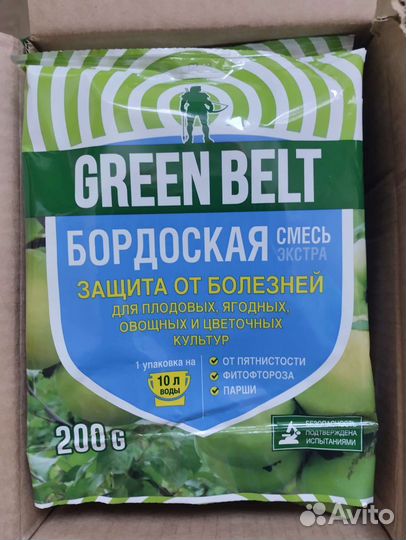 GREEN BELT
БОРДОСКАЯ СМЕСЬ
ЭКСТРА
ЗАЩИТА ОТ БОЛЕЗНЕЙ
ДЛЯ ПЛОДОВЫХ, ЯГОДНЫХ,
ОВОЩНЫХ И ЦВЕТОЧНЫХ
КУЛЬТУР
1 упаковка на
10 л
ВОДЫ
ОТ ПЯТНИСТОСТИ
ФИТОФТОРОЗА
ПАРШИ
200 G
БЕЗОПАСНОСТЬ
ПОДТВЕРЖДЕНА
ИСПЫТАНИЯМИ
Avito